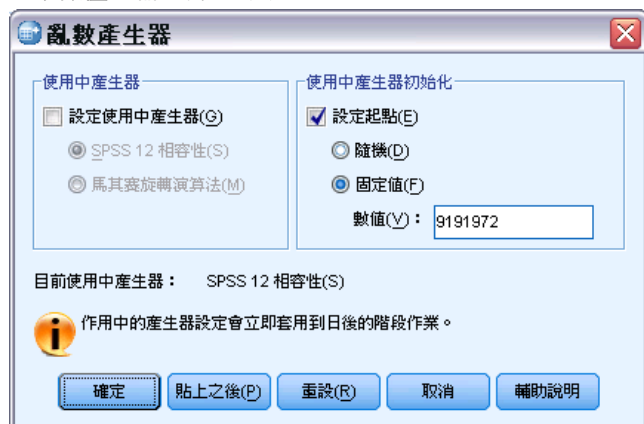 亂數產生器
使用中產生器
設定使用中產生器(G)
SPSS 12 相容性(S)
馬其賽旋轉演算法(M)
使用中產生器初始化
設定起點(E)
隨機(D)
固定值(F)
數值(V)： 9191972
目前使用中產生器： SPSS 12 相容性(S)
作用中的產生器設定會立即套用到日後的階段作業。
確定 貼上之後(P) 重設(R) 取消 輔助說明